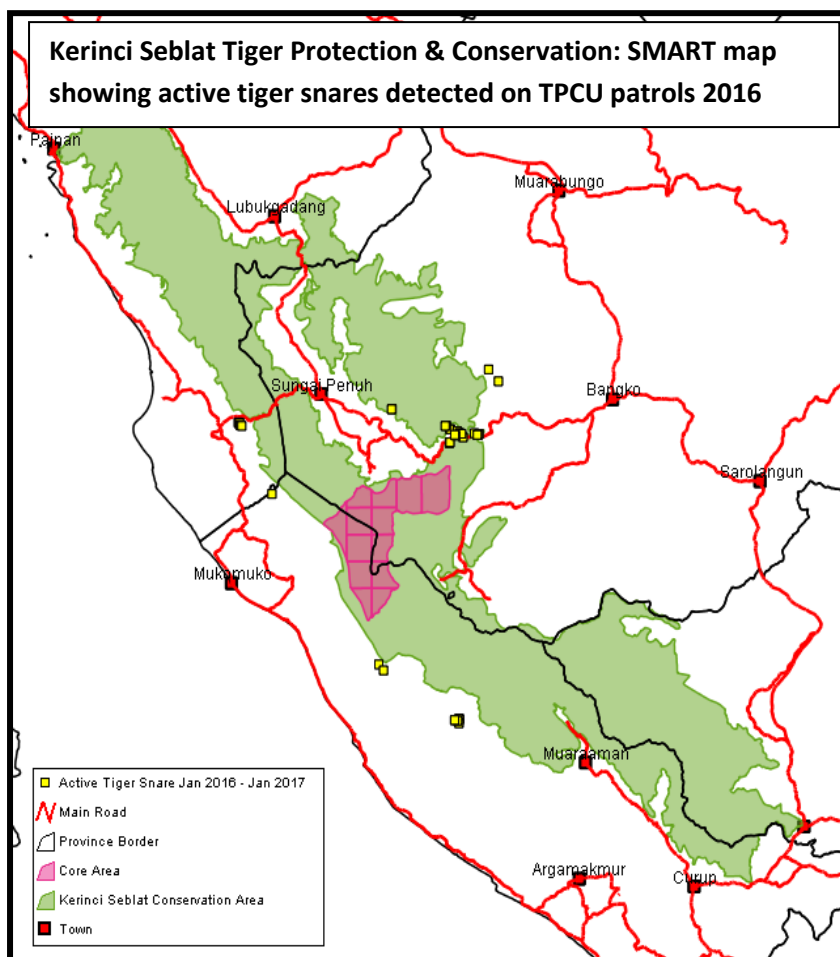 Kerinci Seblat Tiger Protection & Conservation: SMART map
showing active tiger snares detected on TPCU patrols 2016
Painan
Muarabungo
Lubukgadang
Sungai Penuh
Bangko
Sarolangun
Mukomuko
Muaraaman
Argamakmur
Curup
Active Tiger Snare Jan 2016 - Jan 2017
Main Road
Province Border
Core Area
Kerinci Seblat Conservation Area
Town